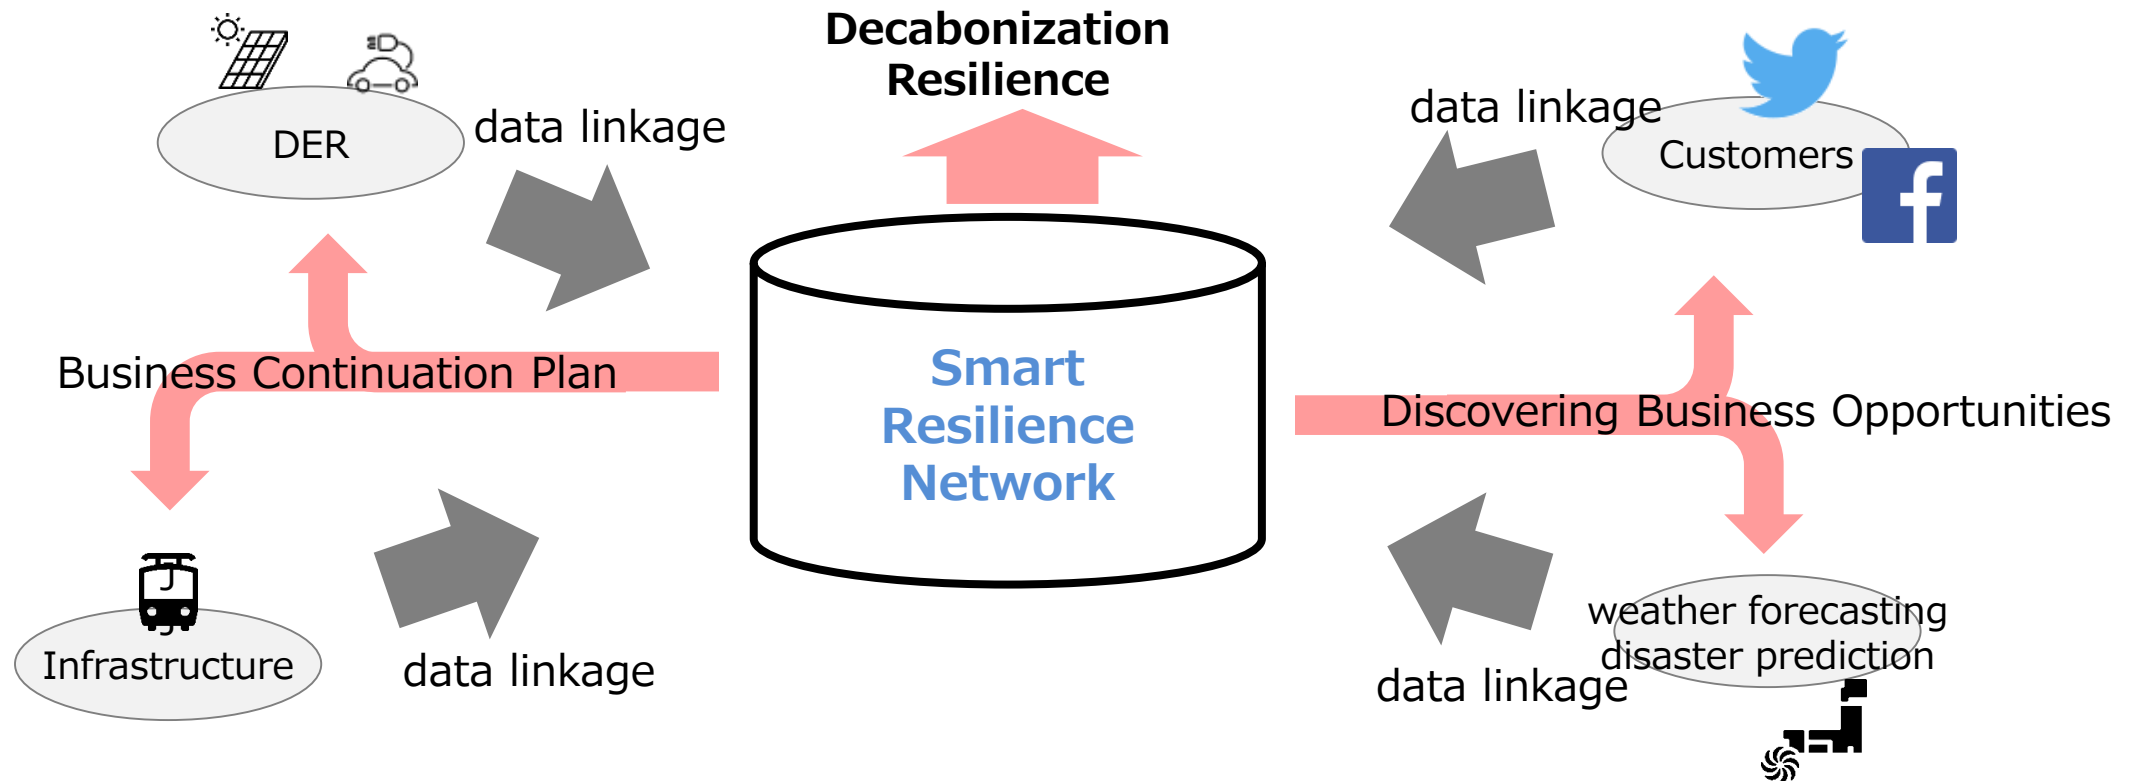 Decabonization
Resilience
DER
data linkage
data linkage
Customers
Business Continuation Plan
Smart
Resilience
Network
Discovering Business Opportunities
Infrastructure
data linkage
data linkage
weather forecasting
disaster prediction